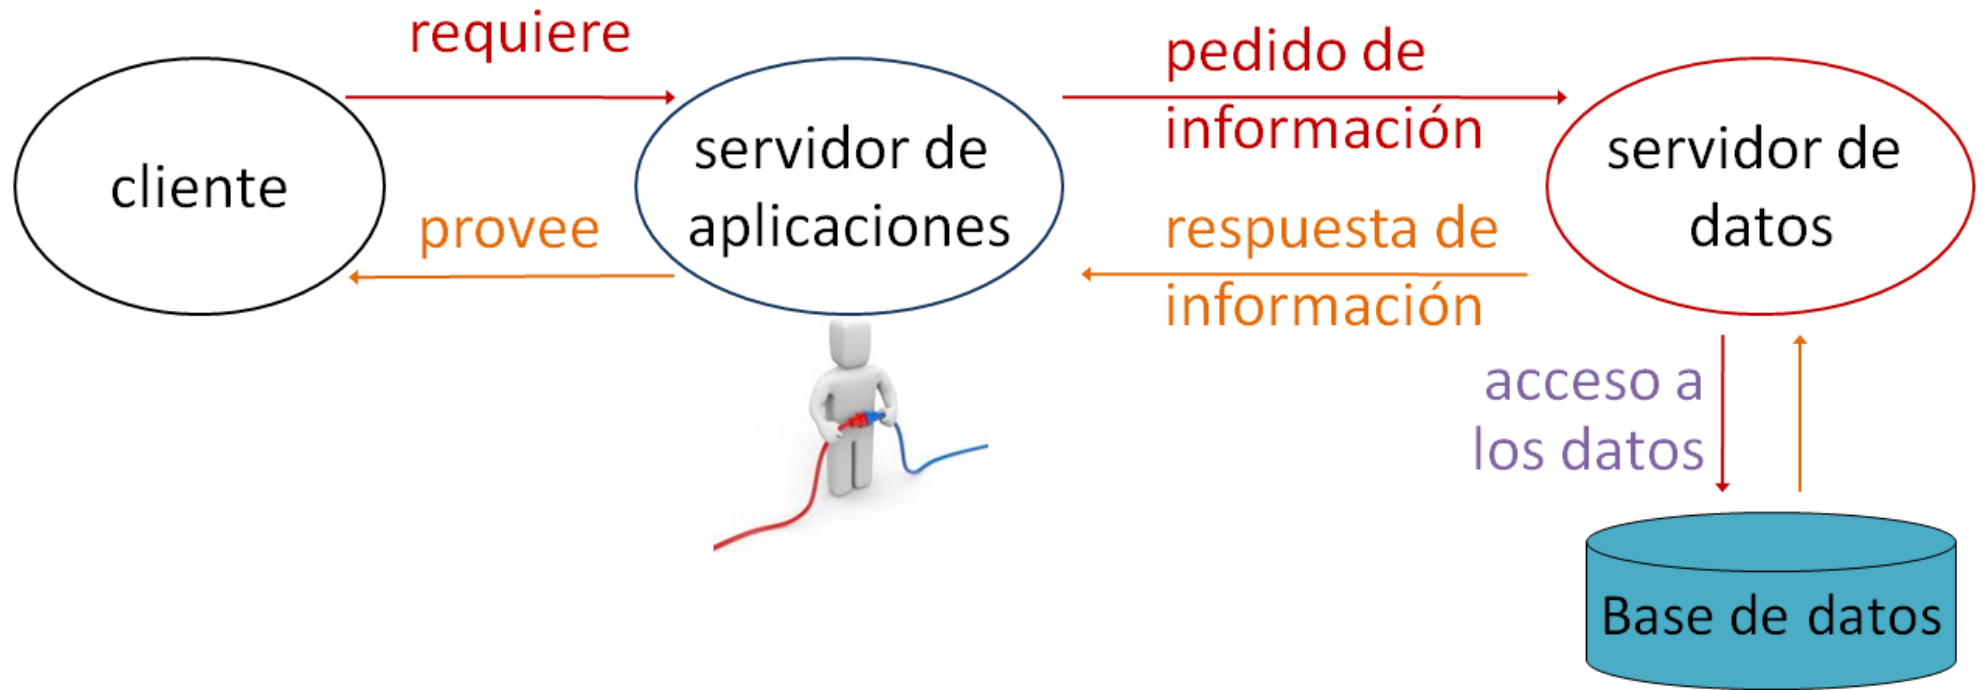 requiere
pedido de
información
cliente
servidor de
aplicaciones
servidor de
datos
provee
respuesta de
información
acceso a
los datos
Base de datos